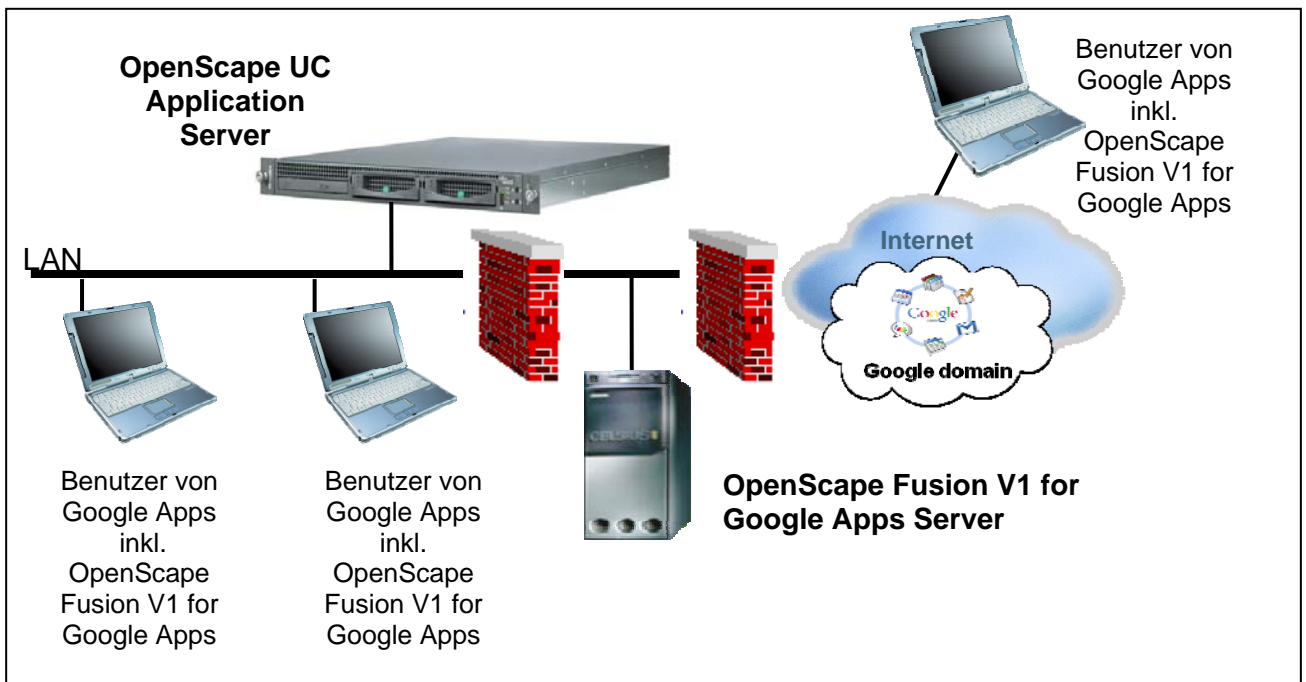 OpenScape UC
Application
Server
Benutzer von
Google Apps
inkl.
OpenScape
Fusion V1 for
Google Apps
LAN
Internet
Google
Google domain
CELSIUS
Benutzer von
Google Apps
inkl.
OpenScape
Fusion V1 for
Google Apps
Benutzer von
Google Apps
inkl.
OpenScape
Fusion V1 for
Google Apps
OpenScape Fusion V1 for
Google Apps Server